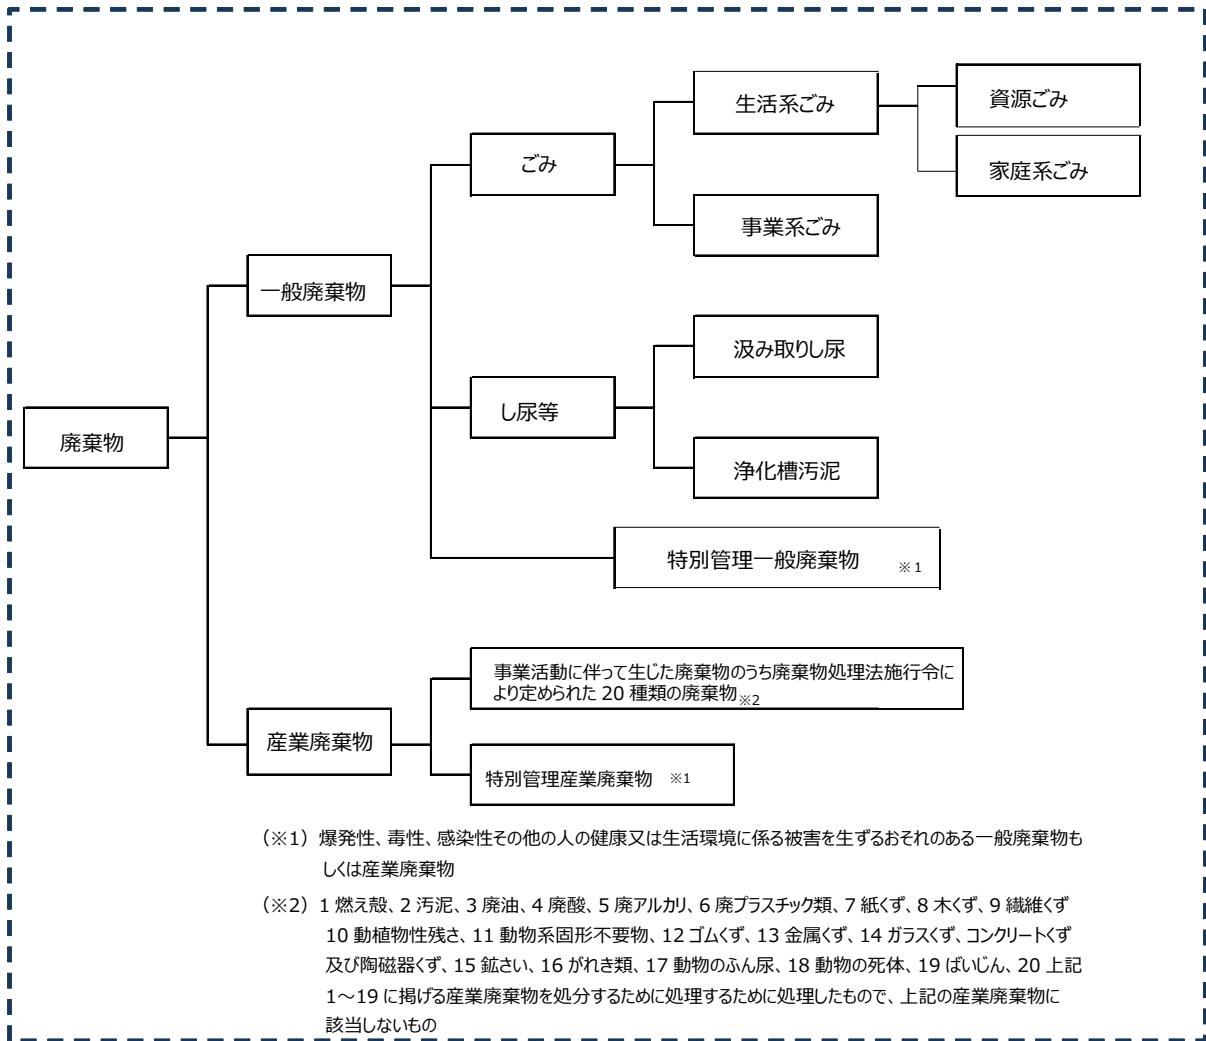 生活系ごみ
資源ごみ
ごみ
家庭系ごみ
事業系ごみ
一般廃棄物
汲み取りし尿
し尿等
廃棄物
浄化槽汚泥
特別管理一般廃棄物 ※1
事業活動に伴って生じた廃棄物のうち廃棄物処理法施行令に
より定められた 20 種類の廃棄物※2
産業廃棄物
特別管理産業廃棄物 ※1
（※1）爆発性、毒性、感染性その他の人の健康又は生活環境に係る被害を生ずるおそれのある一般廃棄物も
しくは産業廃棄物
（※2）1 燃え殻、2 汚泥、3 廃油、4 廃酸、5 廃アルカリ、6 廃プラスチック類、7 紙くず、8 木くず、9 繊維くず
10 動植物性残さ、11 動物系固形不要物、12 ゴムくず、13 金属くず、14 ガラスくず、コンクリートくず
及び陶磁器くず、15 鉱さい、16 がれき類、17 動物のふん尿、18 動物の死体、19 ばいじん、20 上記
1～19 に掲げる産業廃棄物を処分するために処理するために処理したもので、上記の産業廃棄物に
該当しないもの